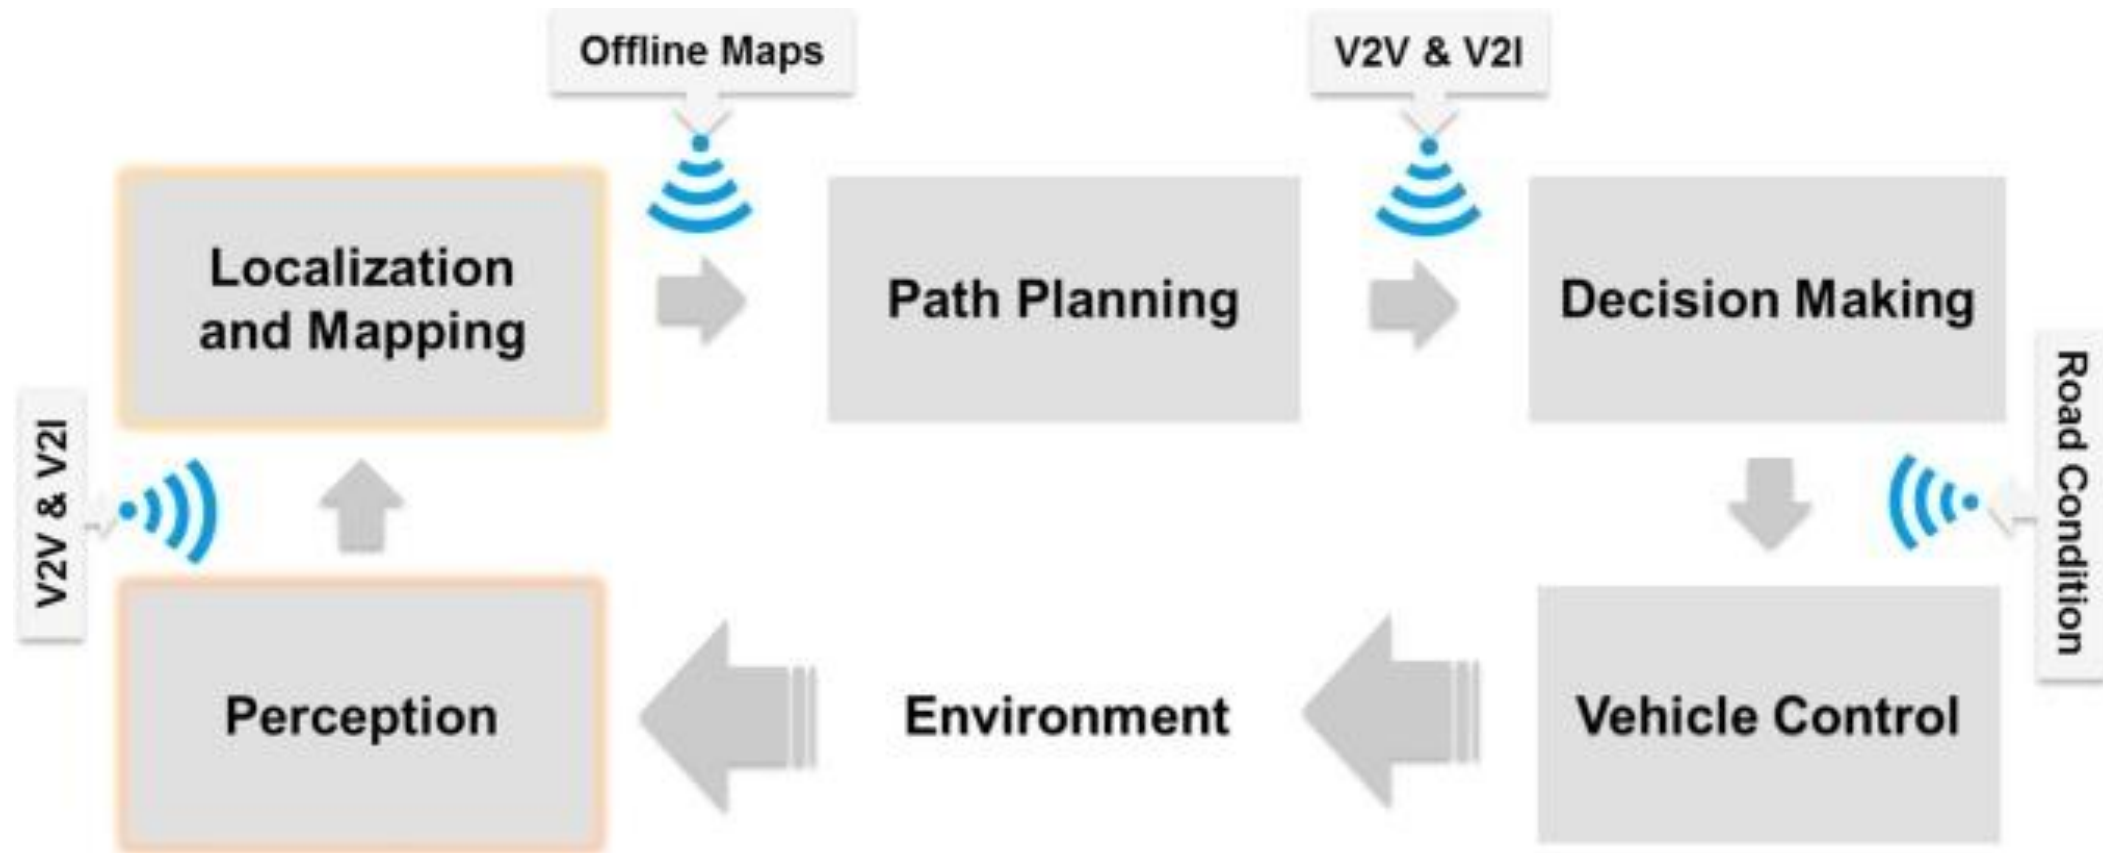 Offline Maps
V2V & V2I
Localization
and Mapping
Path Planning
Decision Making
V2V & V2I
Road Condition
Perception
Environment
Vehicle Control